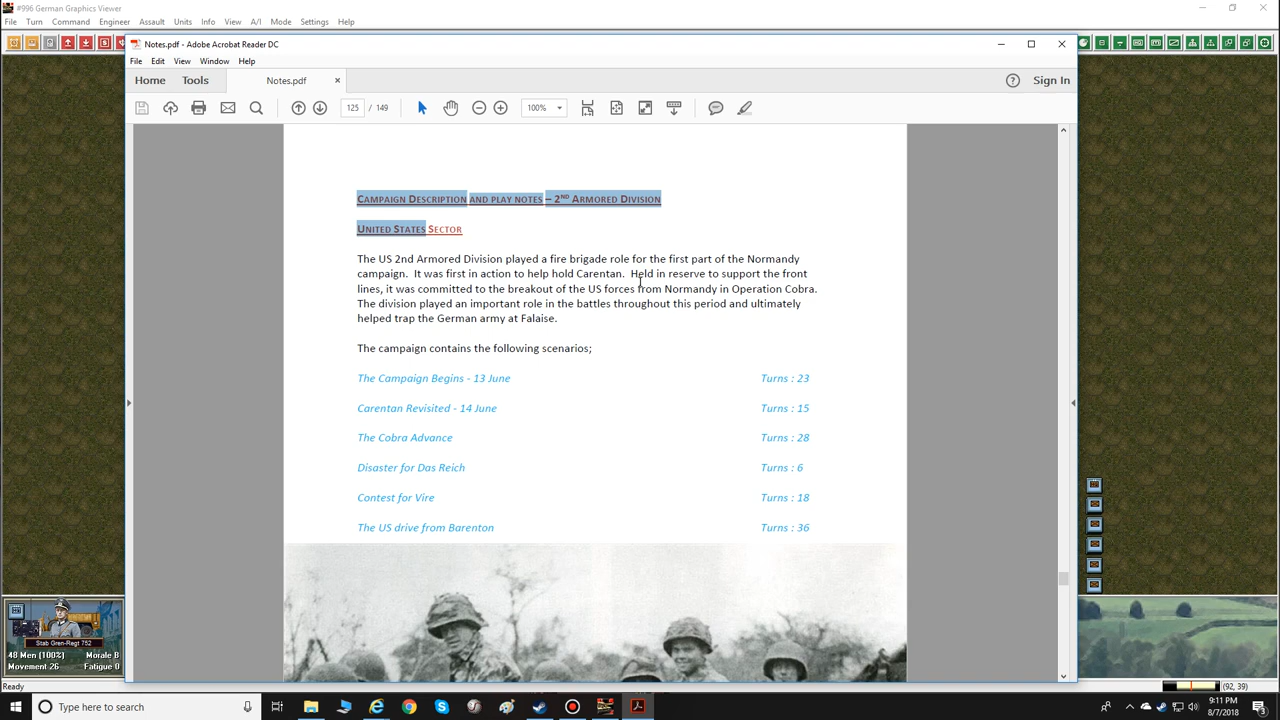 #996 German Graphics Viewer
File Turn Command Engineer Assault Units Info View A/I Mode Settings Help
Notes.pdf - Adobe Acrobat Reader DC
File Edit View Window Help
Home Tools Notes.pdf × ? Sign In
125 / 149 100%
CAMPAIGN DESCRIPTION AND PLAY NOTES – 2ND ARMORED DIVISION
UNITED STATES SECTOR
The US 2nd Armored Division played a fire brigade role for the first part of the Normandy
campaign. It was first in action to help hold Carentan. Held in reserve to support the front
lines, it was committed to the breakout of the US forces from Normandy in Operation Cobra.
The division played an important role in the battles throughout this period and ultimately
helped trap the German army at Falaise.
The campaign contains the following scenarios;
The Campaign Begins - 13 June Turns : 23
Carentan Revisited - 14 June Turns : 15
The Cobra Advance Turns : 28
Disaster for Das Reich Turns : 6
Contest for Vire Turns : 18
The US drive from Barenton Turns : 36
Stab Gren-Regt 752
48 Men (100%) Morale B
Movement 26 Fatigue 0
Ready (92, 39)
Type here to search
9:11 PM
8/7/2018